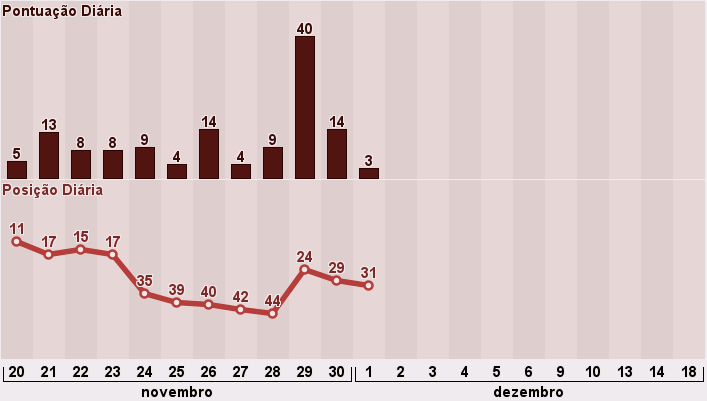 Pontuação Diária
5 13 8 8 9 4 14 4 9 40 14 3
Posição Diária
11 17 15 17 35 39 40 42 44 24 29 31
20 21 22 23 24 25 26 27 28 29 30 1 2 3 4 5 6 9 10 13 14 18
novembro dezembro